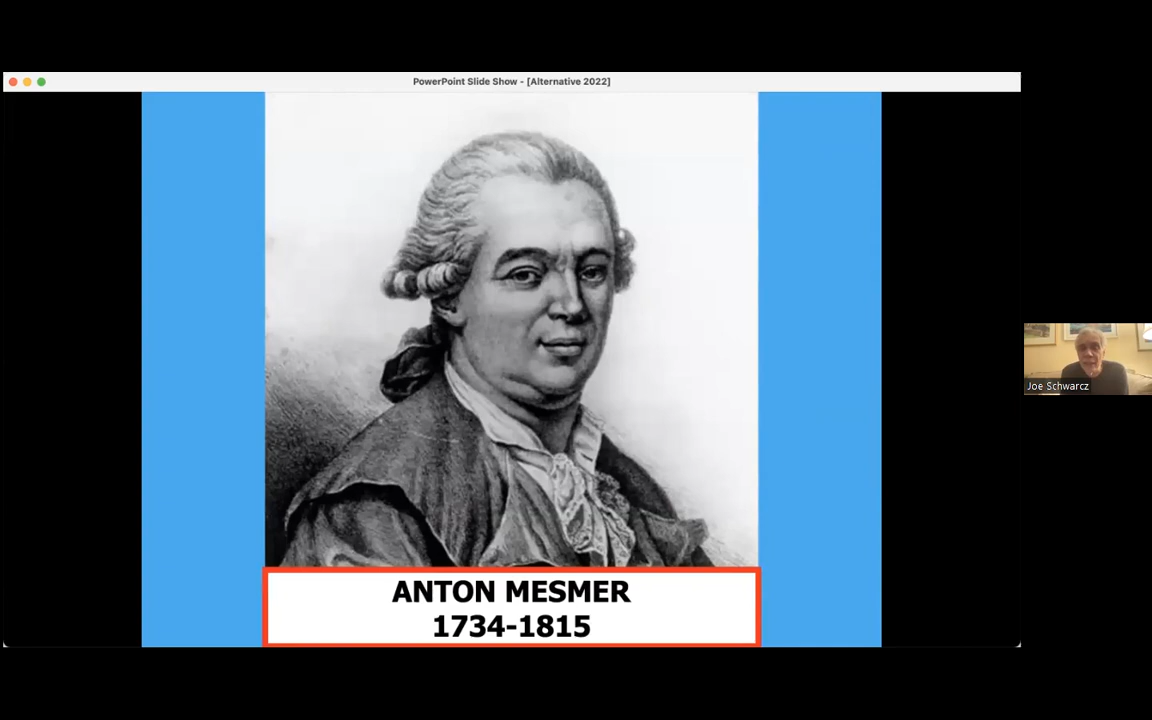 PowerPoint Slide Show - [Alternative 2022]
ANTON MESMER
1734-1815
Joe Schwarcz